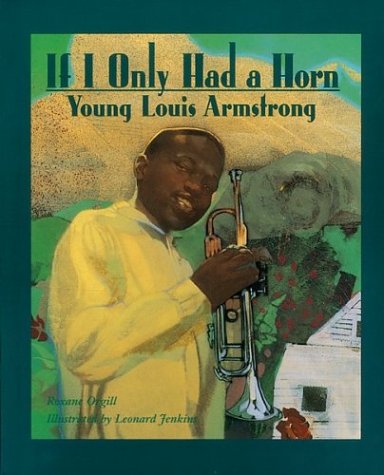 If I Only Had a Horn
Young Louis Armstrong
Roxane Orgill
Illustrated by Leonard Jenkins